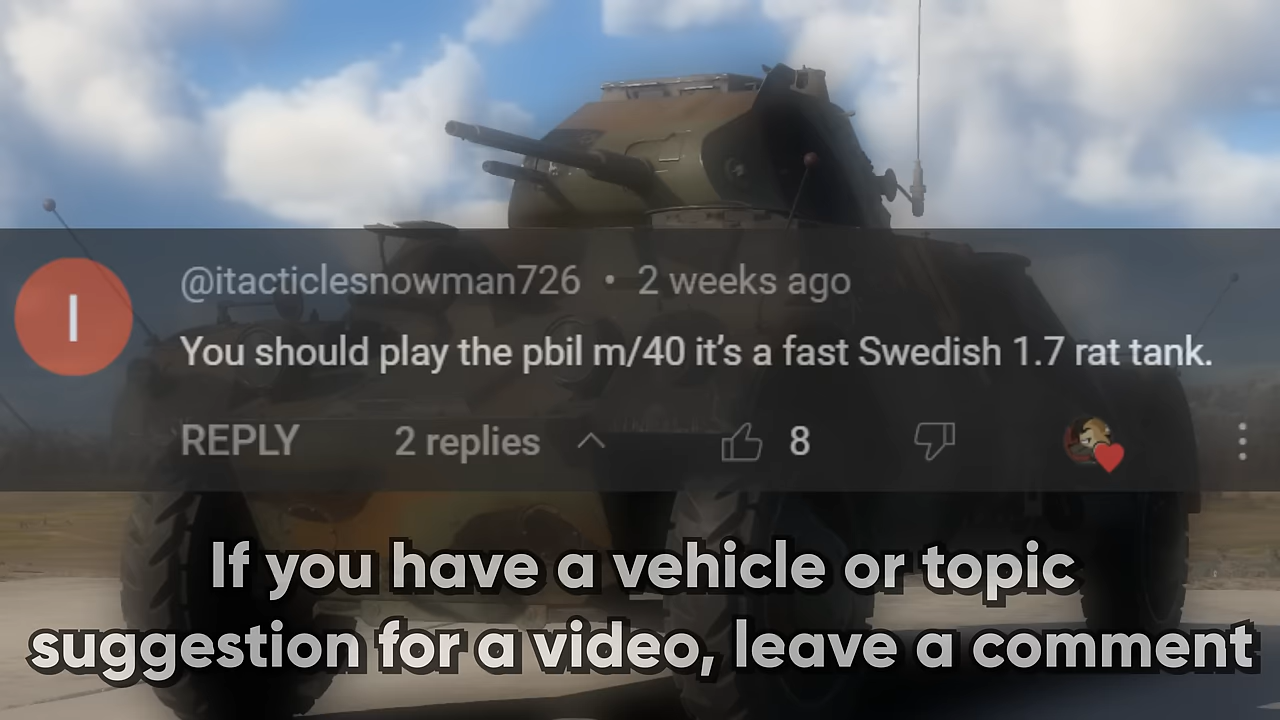 I
@itacticlesnowman726 • 2 weeks ago
You should play the pbil m/40 it's a fast Swedish 1.7 rat tank.
REPLY 2 replies 8
If you have a vehicle or topic
suggestion for a video, leave a comment